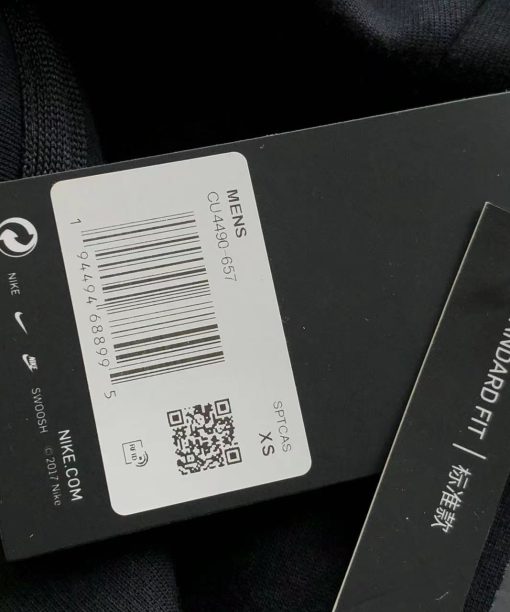 MENS
CU4490-657
1 94494 68899 5
SPTCAS
XS
RFID
NIKE
SWOOSH © 2017 Nike
NIKE.COM
STANDARD FIT | 标准款